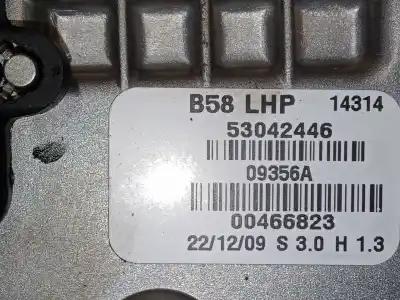 B58 LHP 14314
53042446
09356A
00466823
22/12/09 S 3.0 H 1.3